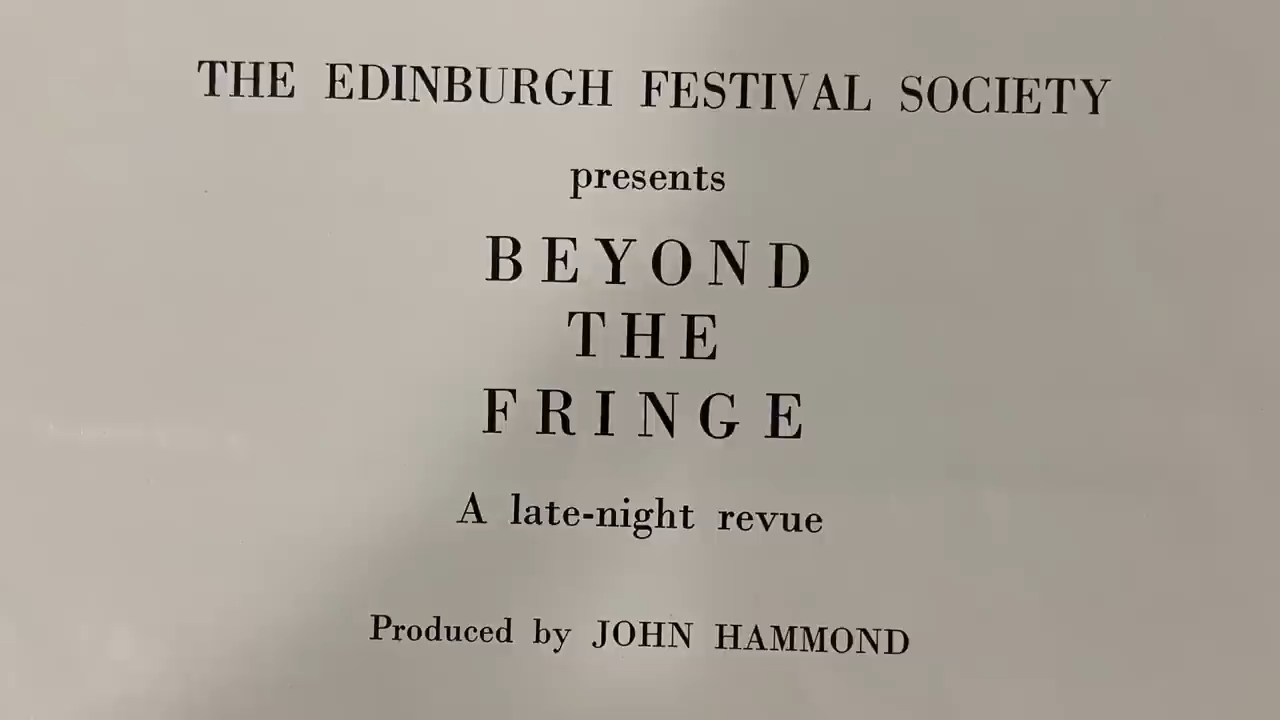 THE EDINBURGH FESTIVAL SOCIETY
presents
BEYOND
THE
FRINGE
A late-night revue
Produced by JOHN HAMMOND